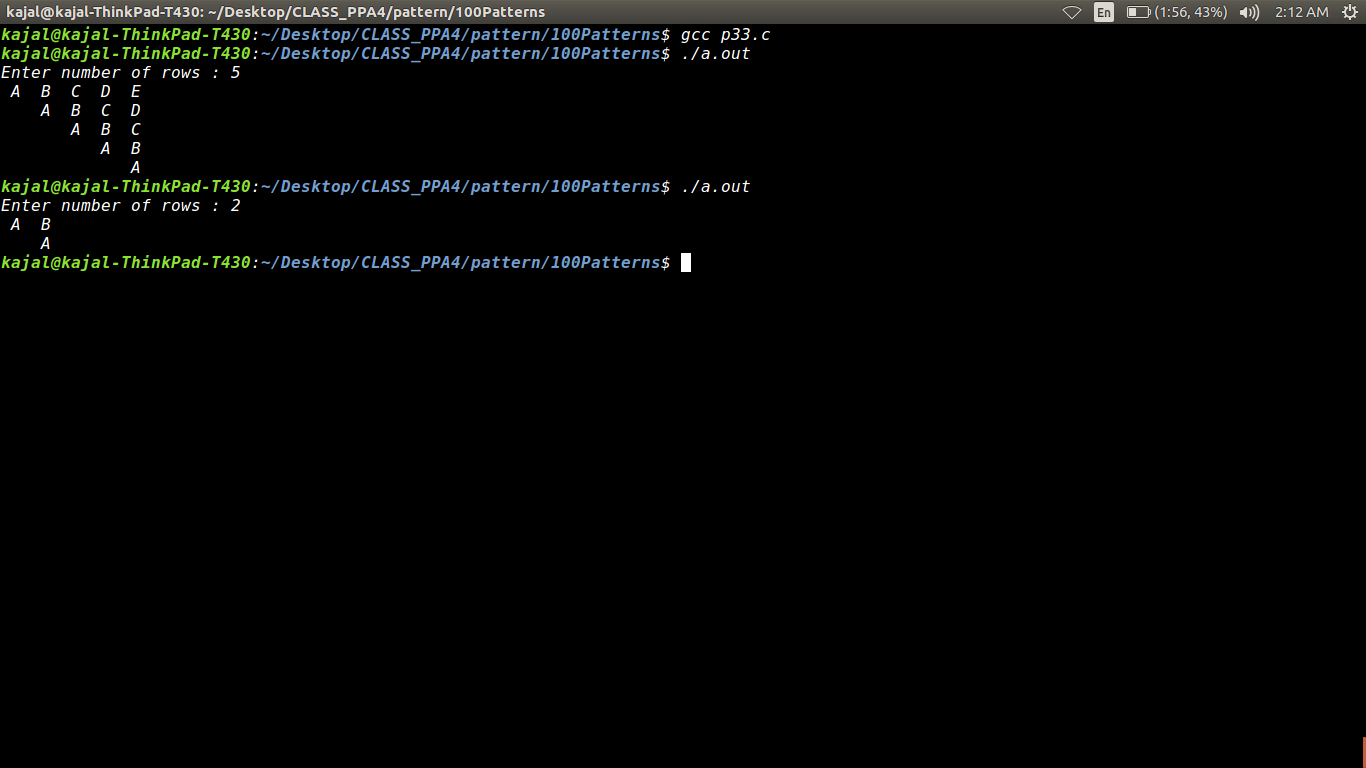 kajal@kajal-ThinkPad-T430: ~/Desktop/CLASS_PPA4/pattern/100Patterns En (1:56, 43%) 2:12 AM
kajal@kajal-ThinkPad-T430:~/Desktop/CLASS_PPA4/pattern/100Patterns$ gcc p33.c
kajal@kajal-ThinkPad-T430:~/Desktop/CLASS_PPA4/pattern/100Patterns$ ./a.out
Enter number of rows : 5
 A  B  C  D  E
    A  B  C  D
       A  B  C
          A  B
             A
kajal@kajal-ThinkPad-T430:~/Desktop/CLASS_PPA4/pattern/100Patterns$ ./a.out
Enter number of rows : 2
 A  B
    A
kajal@kajal-ThinkPad-T430:~/Desktop/CLASS_PPA4/pattern/100Patterns$